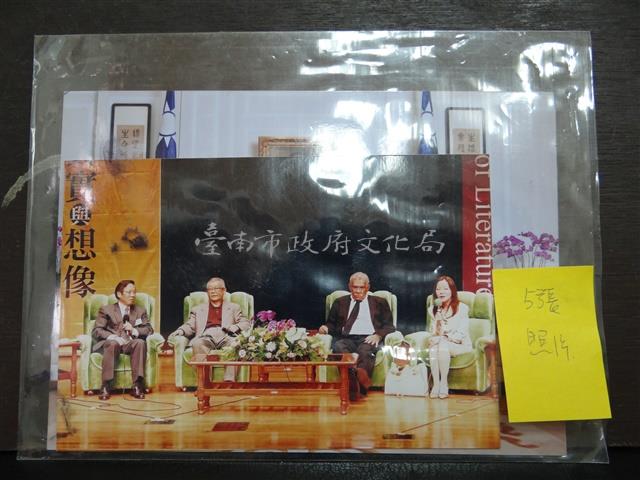 實與想像
of Literature
臺南市政府文化局
5張
照片